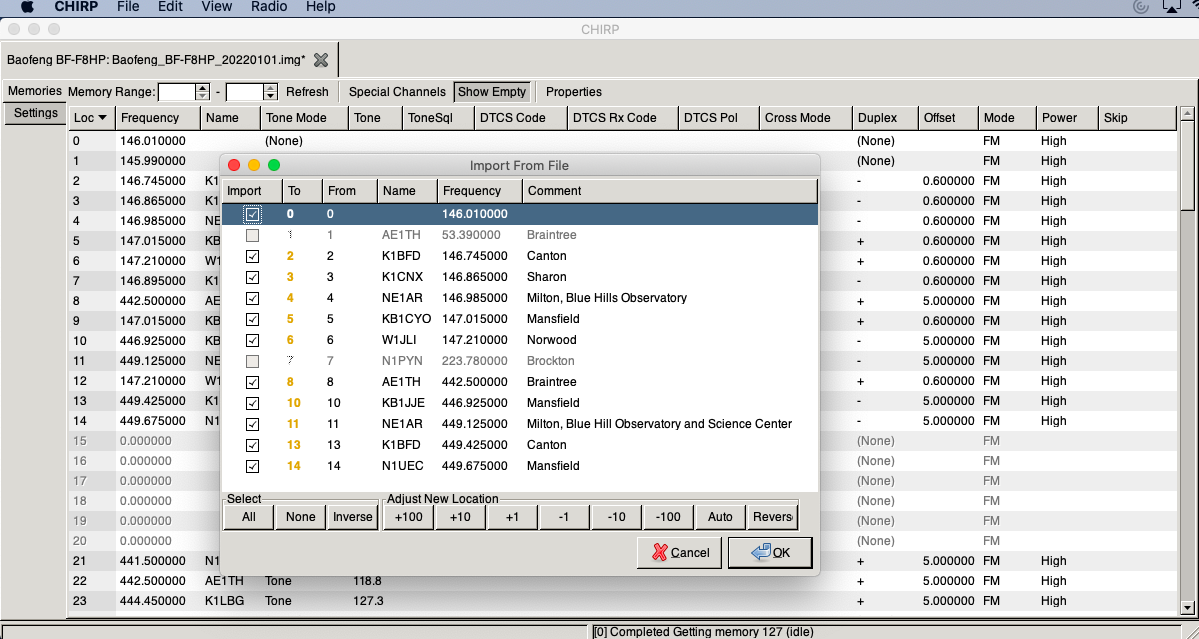 CHIRP File Edit View Radio Help
CHIRP
Baofeng BF-F8HP: Baofeng_BF-F8HP_20220101.img*
Memories Memory Range: - Refresh Special Channels Show Empty Properties
Settings
Loc Frequency Name Tone Mode Tone ToneSql DTCS Code DTCS Rx Code DTCS Pol Cross Mode Duplex Offset Mode Power Skip
0 146.010000 (None) (None) FM High
1 145.990000 (None) FM High
2 146.745000 K1 - 0.600000 FM High
3 146.865000 K1 - 0.600000 FM High
4 146.985000 NE - 0.600000 FM High
5 147.015000 KB + 0.600000 FM High
6 147.210000 W1 + 0.600000 FM High
7 146.895000 K1 - 0.600000 FM High
8 442.500000 AE + 5.000000 FM High
9 147.015000 KB + 0.600000 FM High
10 446.925000 KB - 5.000000 FM High
11 449.125000 NE - 5.000000 FM High
12 147.210000 W1 + 0.600000 FM High
13 449.425000 K1 - 5.000000 FM High
14 449.675000 N1 - 5.000000 FM High
15 0.000000 (None) FM
16 0.000000 (None) FM
17 0.000000 (None) FM
18 0.000000 (None) FM
19 0.000000 (None) FM
20 0.000000 (None) FM
21 441.500000 N1 + 5.000000 FM High
22 442.500000 AE1TH Tone 118.8 + 5.000000 FM High
23 444.450000 K1LBG Tone 127.3 + 5.000000 FM High
Import From File
Import To From Name Frequency Comment
0 0 146.010000
1 1 AE1TH 53.390000 Braintree
2 2 K1BFD 146.745000 Canton
3 3 K1CNX 146.865000 Sharon
4 4 NE1AR 146.985000 Milton, Blue Hills Observatory
5 5 KB1CYO 147.015000 Mansfield
6 6 W1JLI 147.210000 Norwood
7 7 N1PYN 223.780000 Brockton
8 8 AE1TH 442.500000 Braintree
10 10 KB1JJE 446.925000 Mansfield
11 11 NE1AR 449.125000 Milton, Blue Hill Observatory and Science Center
13 13 K1BFD 449.425000 Canton
14 14 N1UEC 449.675000 Mansfield
Select Adjust New Location
All None Inverse +100 +10 +1 -1 -10 -100 Auto Revers
Cancel OK
[0] Completed Getting memory 127 (idle)